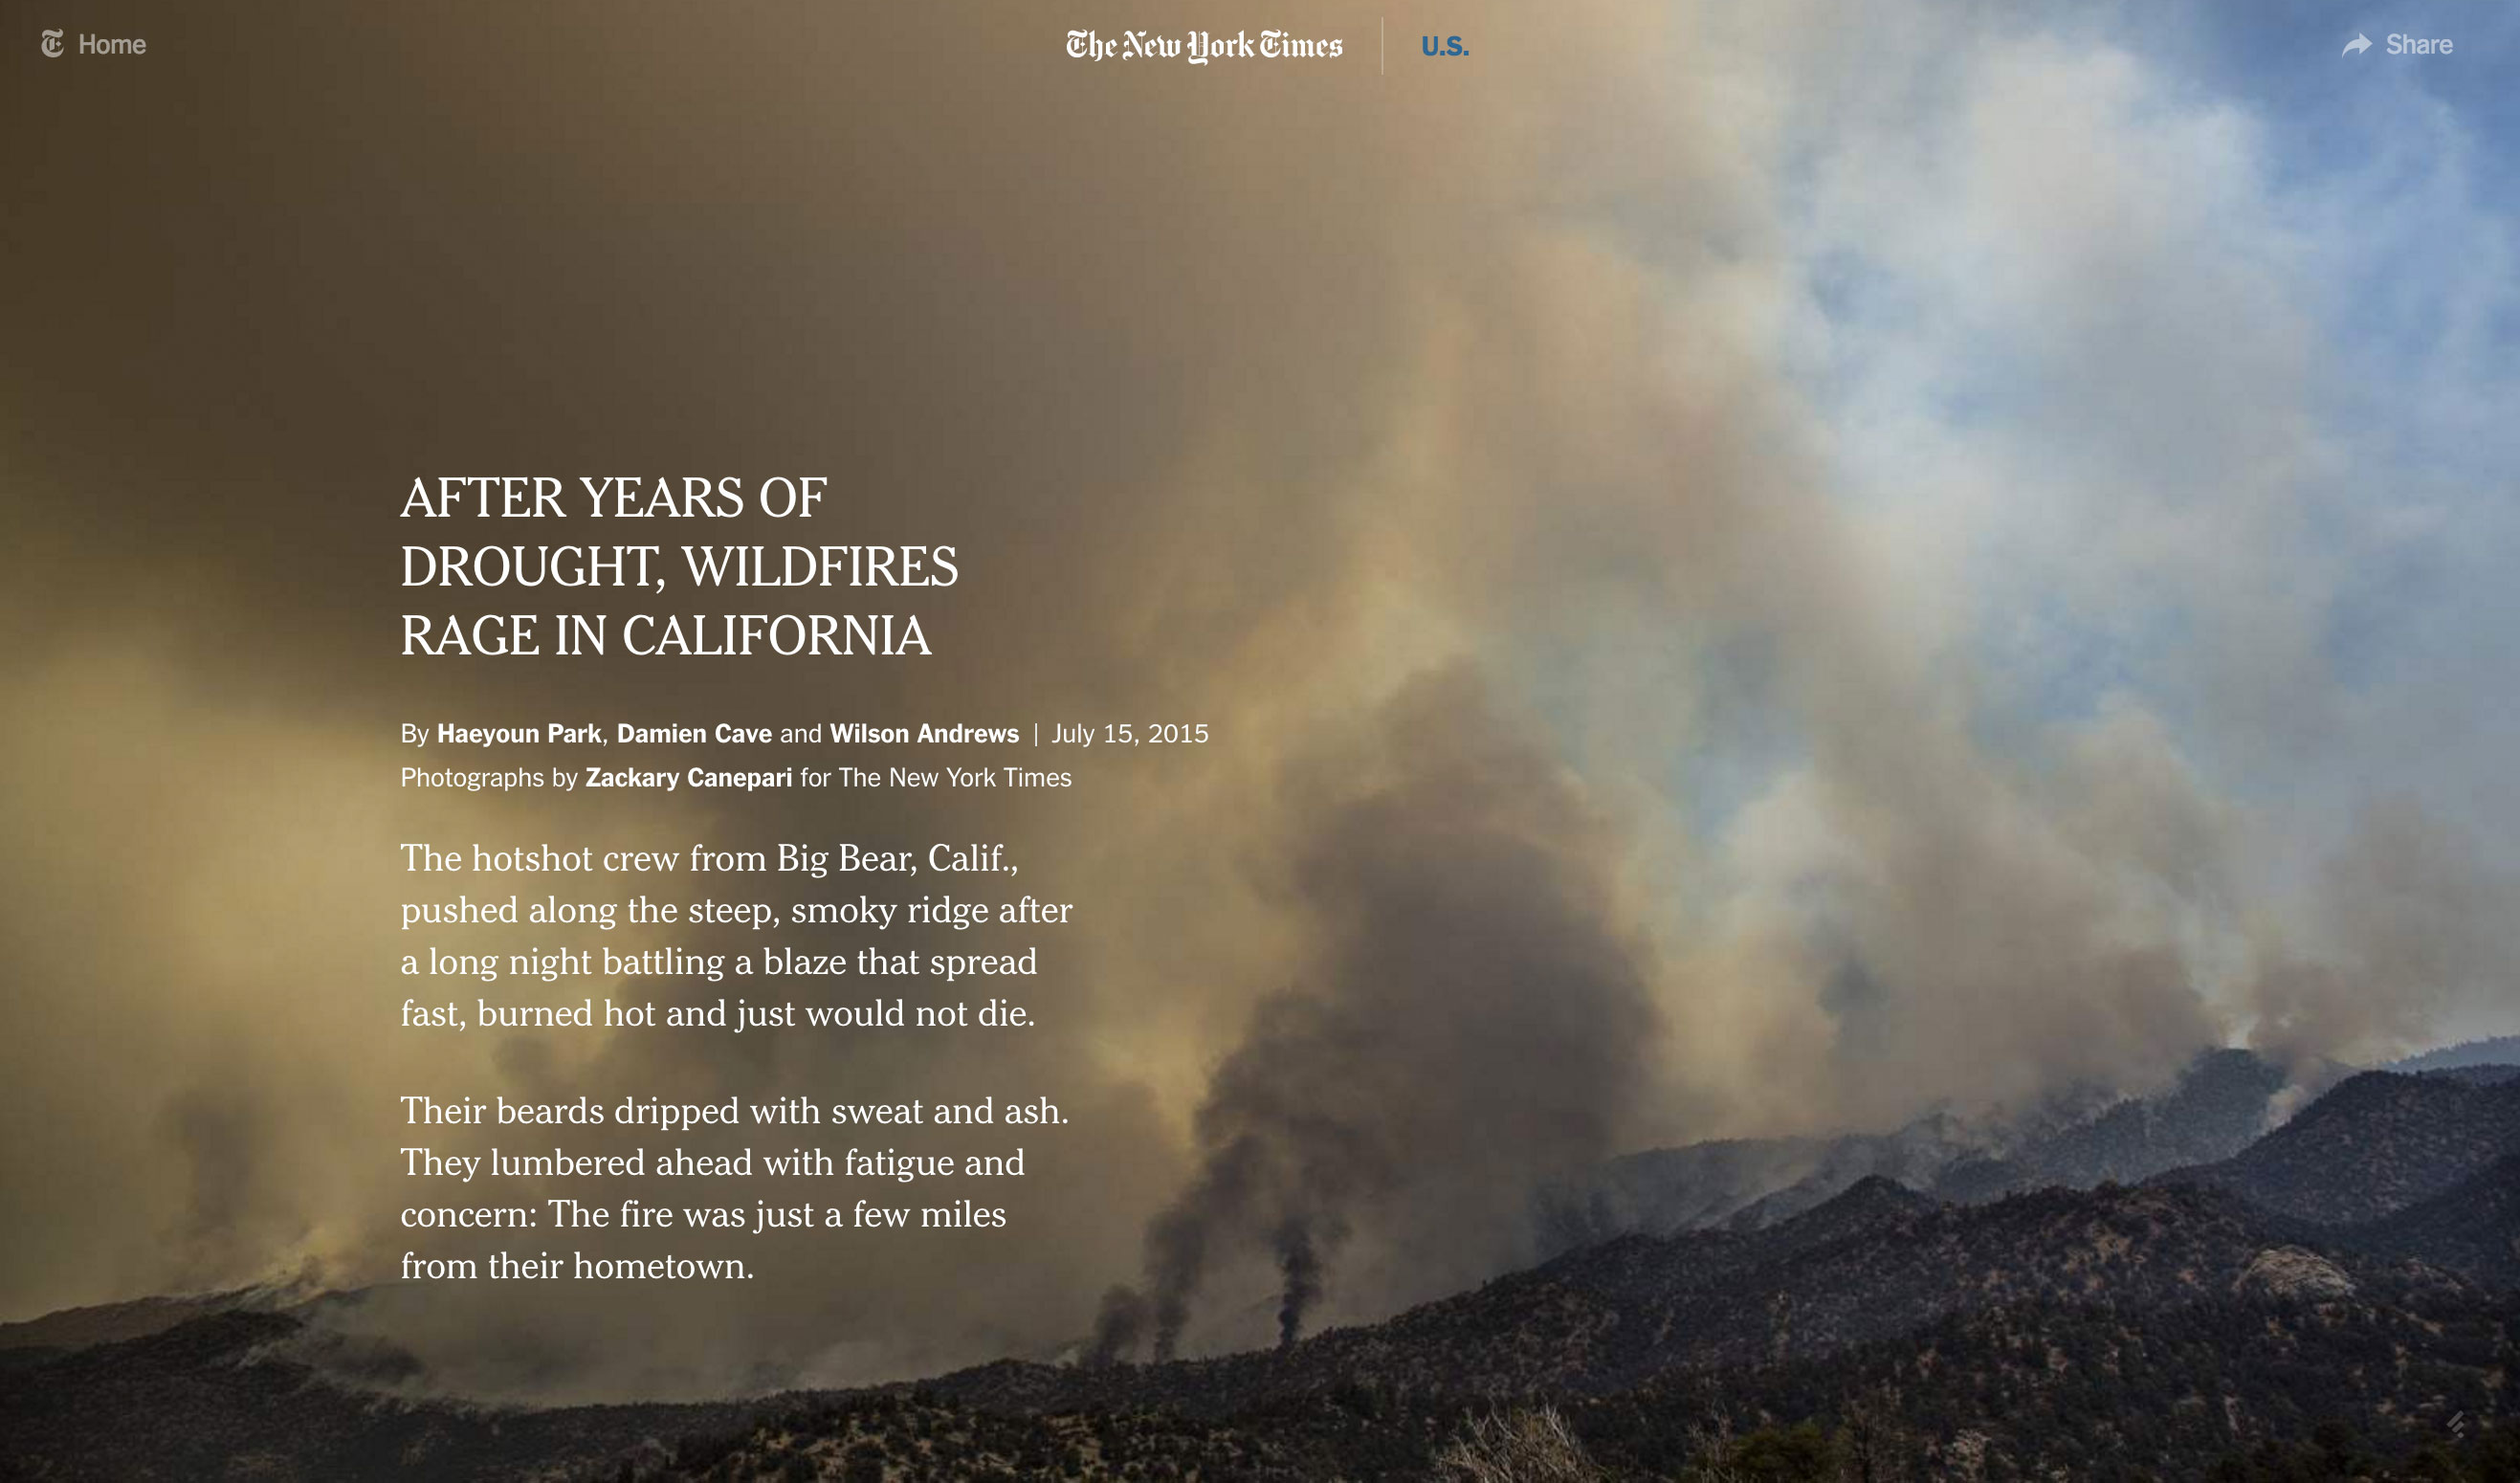 Home
The New York Times
U.S.
Share
AFTER YEARS OF
DROUGHT, WILDFIRES
RAGE IN CALIFORNIA
By Haeyoun Park, Damien Cave and Wilson Andrews | July 15, 2015
Photographs by Zackary Canepari for The New York Times
The hotshot crew from Big Bear, Calif.,
pushed along the steep, smoky ridge after
a long night battling a blaze that spread
fast, burned hot and just would not die.
Their beards dripped with sweat and ash.
They lumbered ahead with fatigue and
concern: The fire was just a few miles
from their hometown.